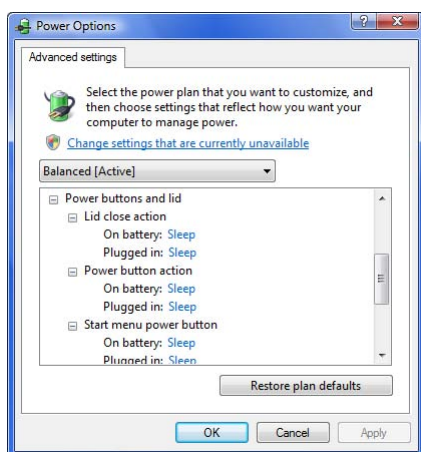 Power Options
Advanced settings
Select the power plan that you want to customize, and
then choose settings that reflect how you want your
computer to manage power.
Change settings that are currently unavailable
Balanced [Active]
Power buttons and lid
Lid close action
On battery: Sleep
Plugged in: Sleep
Power button action
On battery: Sleep
Plugged in: Sleep
Start menu power button
On battery: Sleep
Plugged in: Sleep
Restore plan defaults
OK Cancel Apply